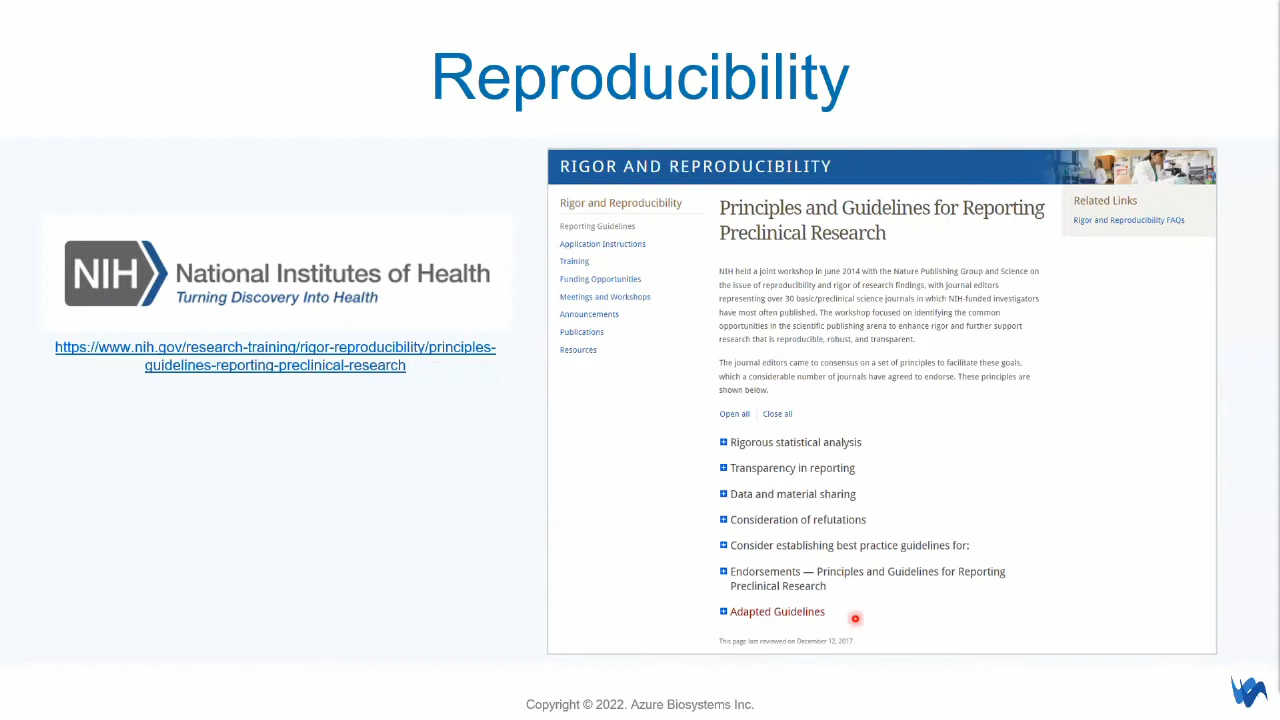 Reproducibility
NIH National Institutes of Health
Turning Discovery Into Health
https://www.nih.gov/research-training/rigor-reproducibility/principles-
guidelines-reporting-preclinical-research
RIGOR AND REPRODUCIBILITY
Rigor and Reproducibility
Reporting Guidelines
Application Instructions
Training
Funding Opportunities
Meetings and Workshops
Announcements
Publications
Resources
Principles and Guidelines for Reporting
Preclinical Research
NIH held a joint workshop in June 2014 with the Nature Publishing Group and Science on
the issue of reproducibility and rigor of research findings, with journal editors
representing over 30 basic/preclinical science journals in which NIH-funded investigators
have most often published. The workshop focused on identifying the common
opportunities in the scientific publishing arena to enhance rigor and further support
research that is reproducible, robust, and transparent.
The journal editors came to consensus on a set of principles to facilitate these goals,
which a considerable number of journals have agreed to endorse. These principles are
shown below.
Open all | Close all
Rigorous statistical analysis
Transparency in reporting
Data and material sharing
Consideration of refutations
Consider establishing best practice guidelines for:
Endorsements — Principles and Guidelines for Reporting
Preclinical Research
Adapted Guidelines
This page last reviewed on December 12, 2017
Related Links
Rigor and Reproducibility FAQs
Copyright © 2022. Azure Biosystems Inc.